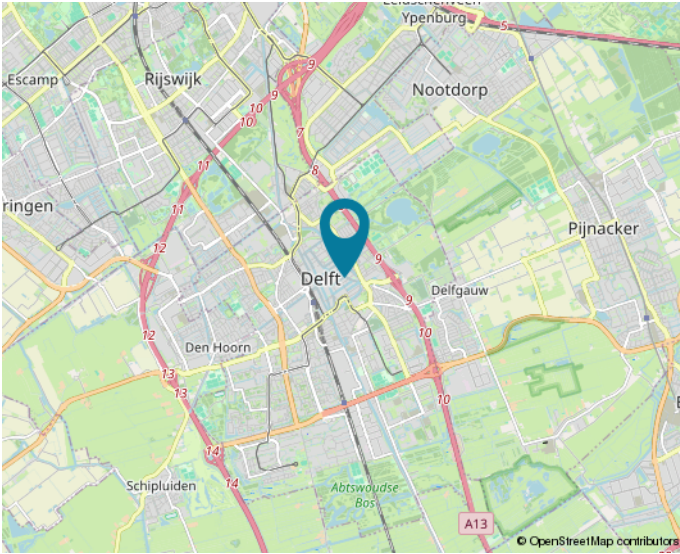 Ypenburg
5
Escamp
Rijswijk
9
9
9
10
10
Nootdorp
7
11
8
11
ringen
12
Pijnacker
9
12
Delft
9
Delfgauw
10
Den Hoorn
13
13
10
14
14
Schipluiden
Abtswoudse
Bos
A13
© OpenStreetMap contributors